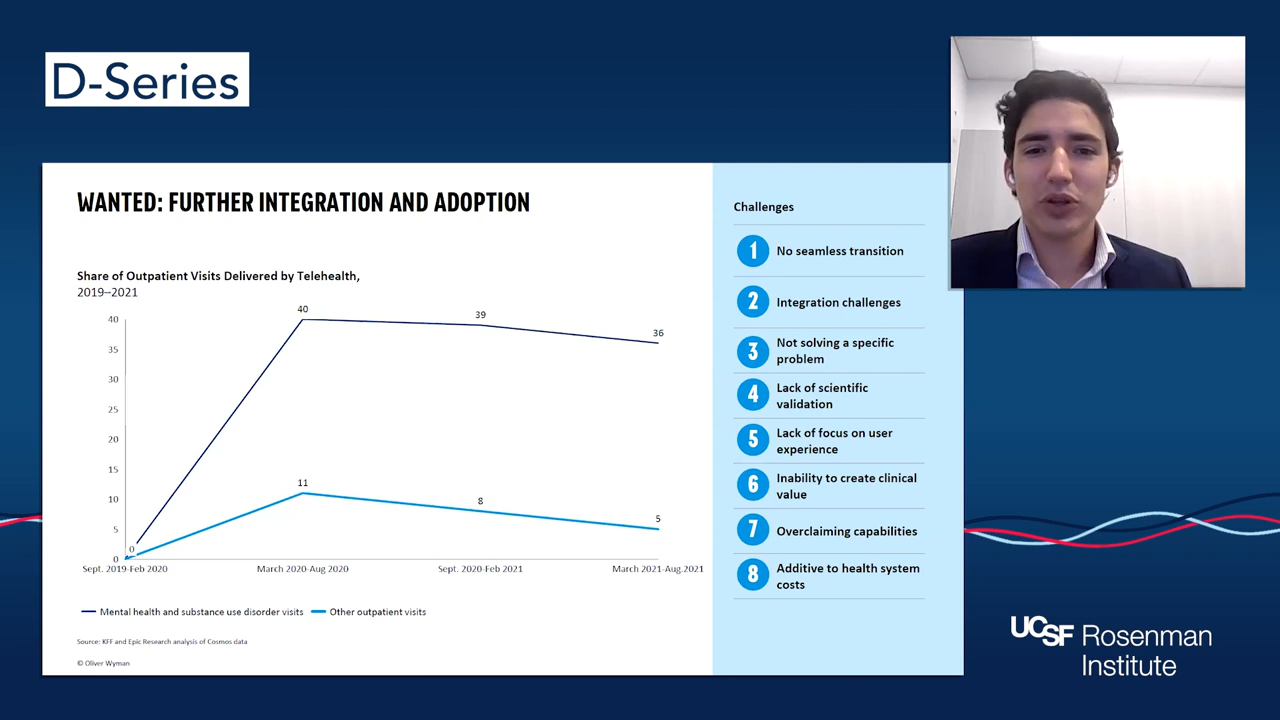 D-Series
WANTED: FURTHER INTEGRATION AND ADOPTION
Share of Outpatient Visits Delivered by Telehealth,
2019–2021
40
35
30
25
20
15
10
5
0
40
39
36
0
11
8
5
Sept. 2019-Feb 2020
March 2020-Aug.2020
Sept. 2020-Feb 2021
March 2021-Aug.2021
Mental health and substance use disorder visits
Other outpatient visits
Source: KFF and Epic Research analysis of Cosmos data
© Oliver Wyman
Challenges
1 No seamless transition
2 Integration challenges
3 Not solving a specific
problem
4 Lack of scientific
validation
5 Lack of focus on user
experience
6 Inability to create clinical
value
7 Overclaiming capabilities
8 Additive to health system
costs
UCSF Rosenman
Institute